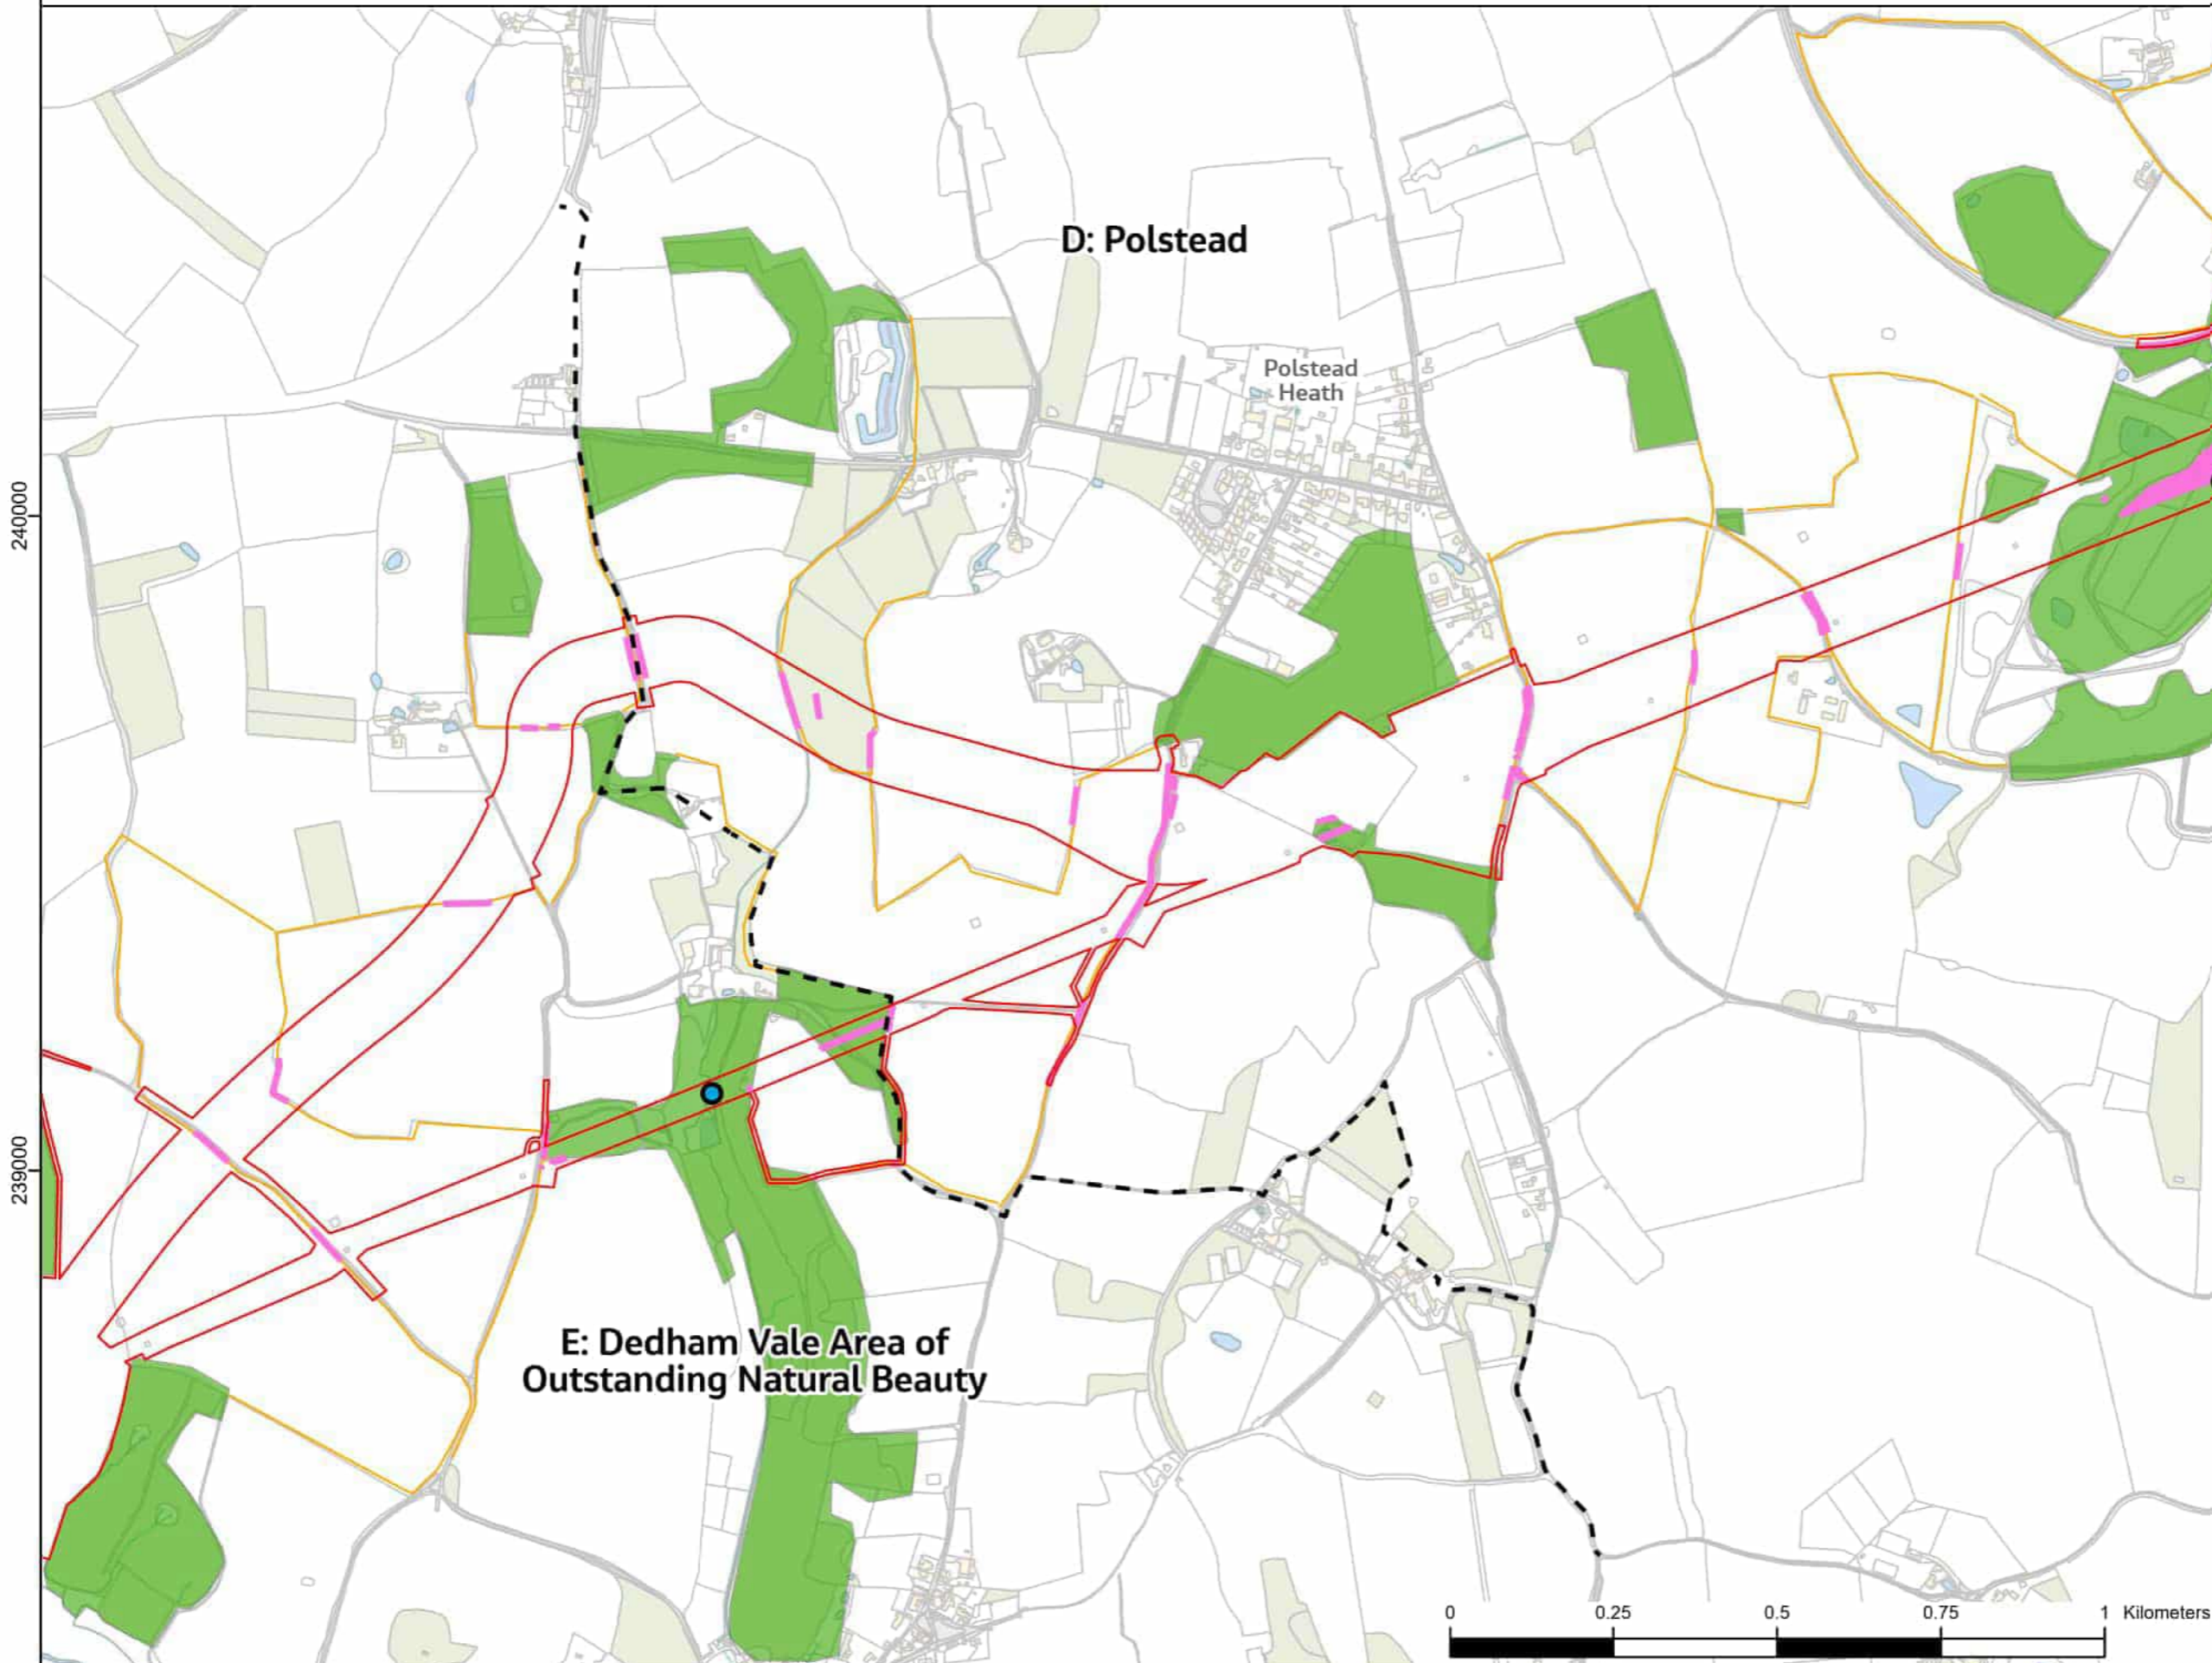 D: Polstead
Polstead
Heath
240000
239000
E: Dedham Vale Area of
Outstanding Natural Beauty
0 0.25 0.5 0.75 1 Kilometers